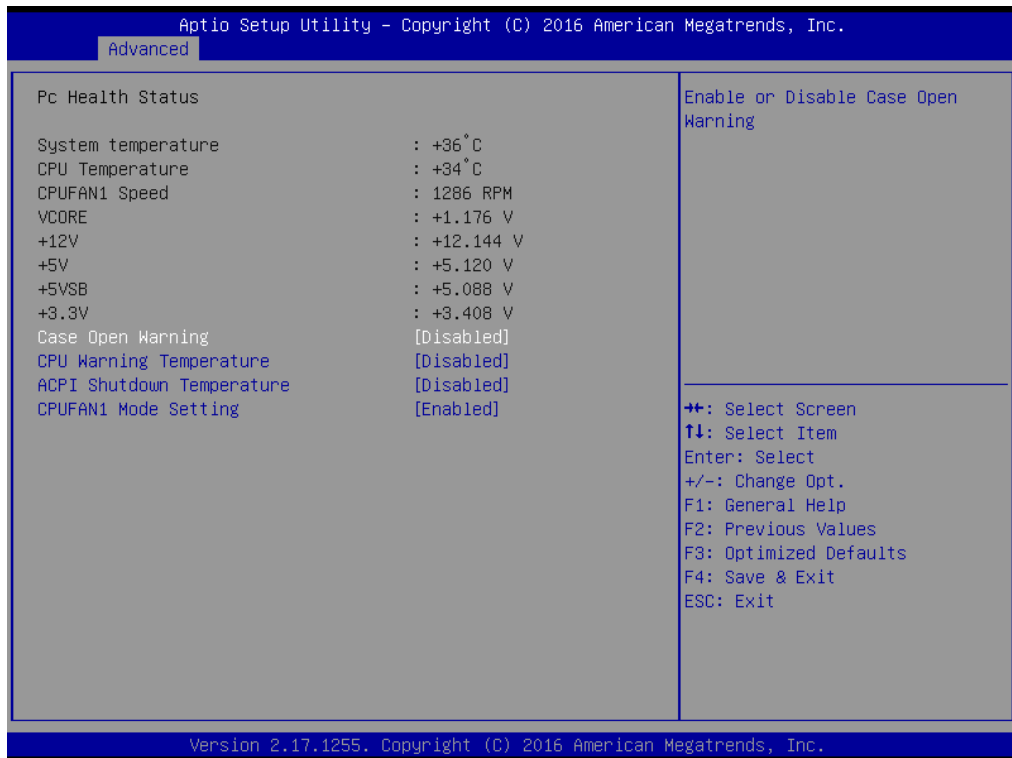 Aptio Setup Utility – Copyright (C) 2016 American Megatrends, Inc.
Advanced
Pc Health Status
System temperature : +36°C
CPU Temperature : +34°C
CPUFAN1 Speed : 1286 RPM
VCORE : +1.176 V
+12V : +12.144 V
+5V : +5.120 V
+5VSB : +5.088 V
+3.3V : +3.408 V
Case Open Warning [Disabled]
CPU Warning Temperature [Disabled]
ACPI Shutdown Temperature [Disabled]
CPUFAN1 Mode Setting [Enabled]
Enable or Disable Case Open
Warning
→←: Select Screen
↑↓: Select Item
Enter: Select
+/-: Change Opt.
F1: General Help
F2: Previous Values
F3: Optimized Defaults
F4: Save & Exit
ESC: Exit
Version 2.17.1255. Copyright (C) 2016 American Megatrends, Inc.